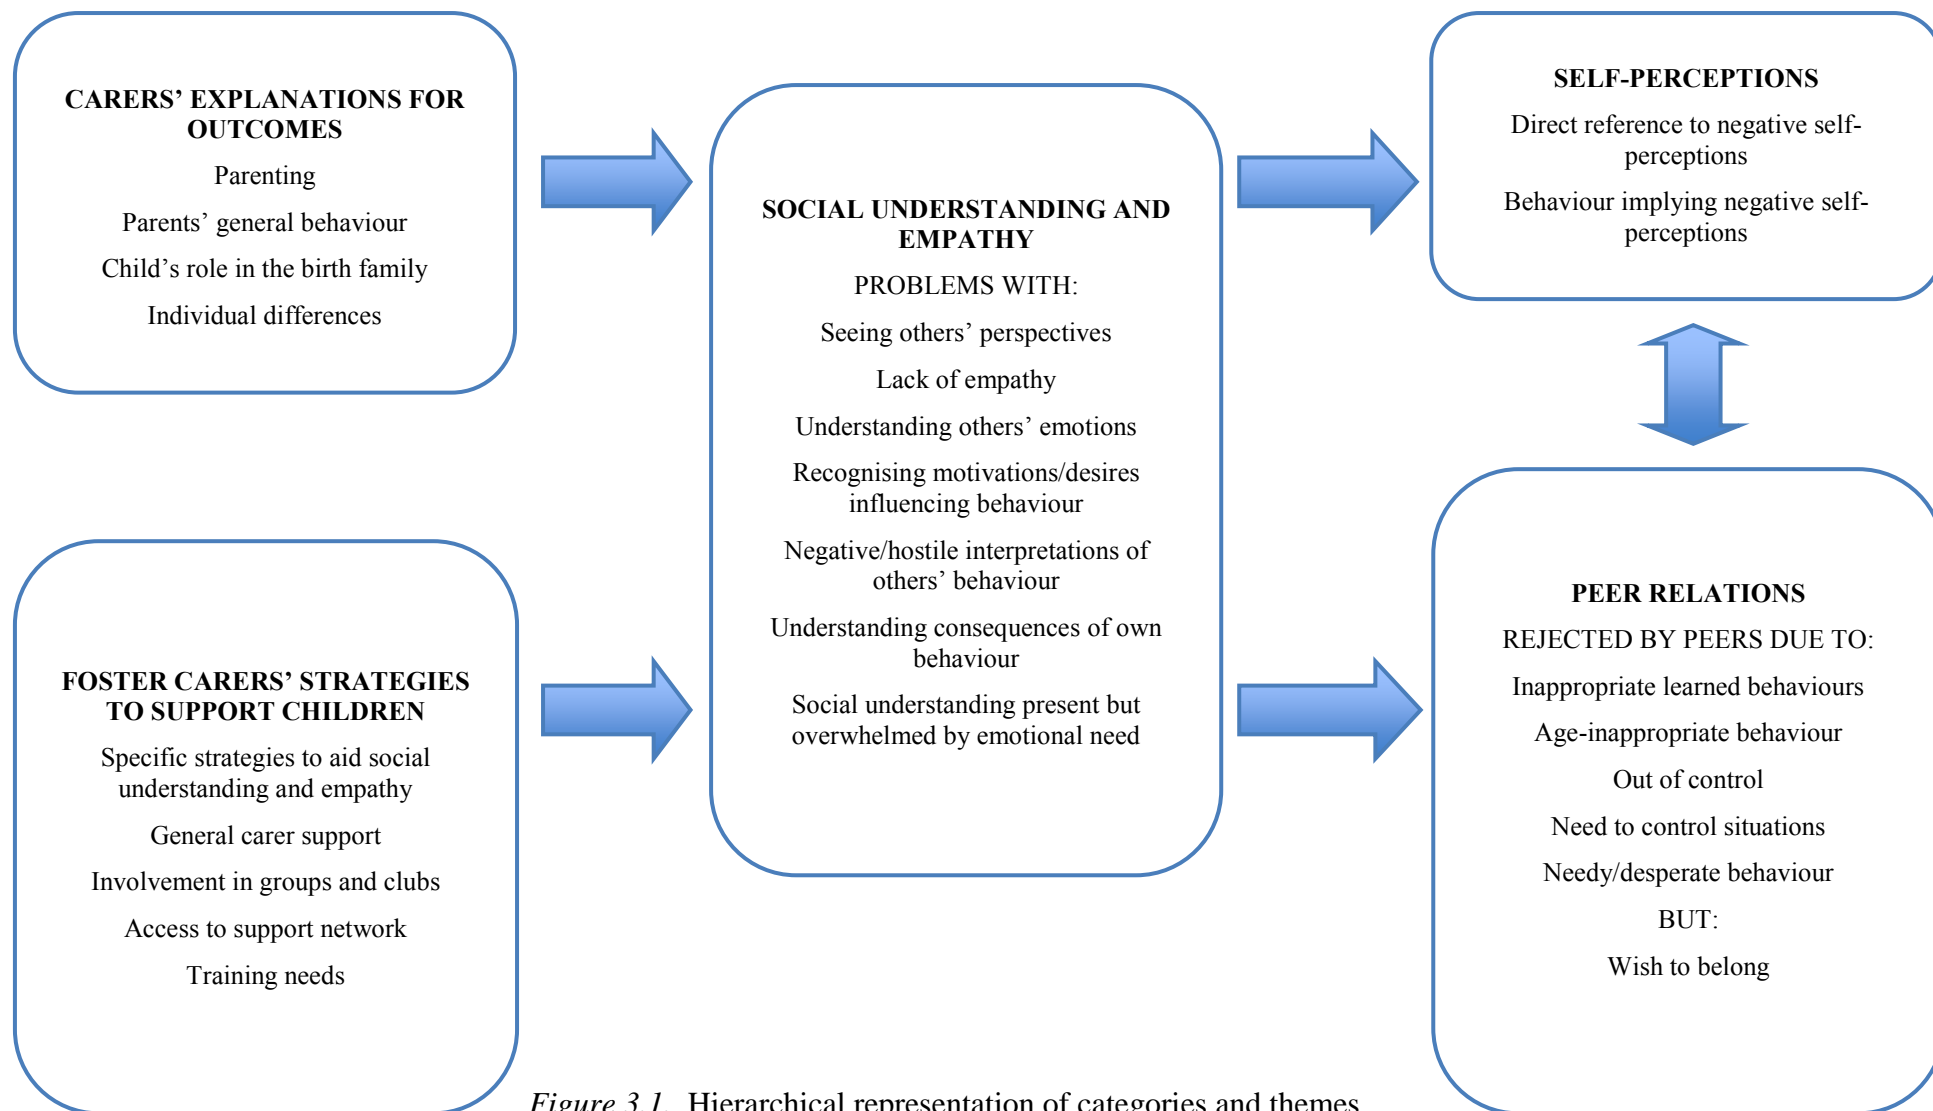 CARERS’ EXPLANATIONS FOR
OUTCOMES
Parenting
Parents’ general behaviour
Child’s role in the birth family
Individual differences
FOSTER CARERS’ STRATEGIES
TO SUPPORT CHILDREN
Specific strategies to aid social
understanding and empathy
General carer support
Involvement in groups and clubs
Access to support network
Training needs
SOCIAL UNDERSTANDING AND
EMPATHY
PROBLEMS WITH:
Seeing others’ perspectives
Lack of empathy
Understanding others’ emotions
Recognising motivations/desires
influencing behaviour
Negative/hostile interpretations of
others’ behaviour
Understanding consequences of own
behaviour
Social understanding present but
overwhelmed by emotional need
SELF-PERCEPTIONS
Direct reference to negative self-
perceptions
Behaviour implying negative self-
perceptions
PEER RELATIONS
REJECTED BY PEERS DUE TO:
Inappropriate learned behaviours
Age-inappropriate behaviour
Out of control
Need to control situations
Needy/desperate behaviour
BUT:
Wish to belong
Figure 3.1. Hierarchical representation of categories and themes